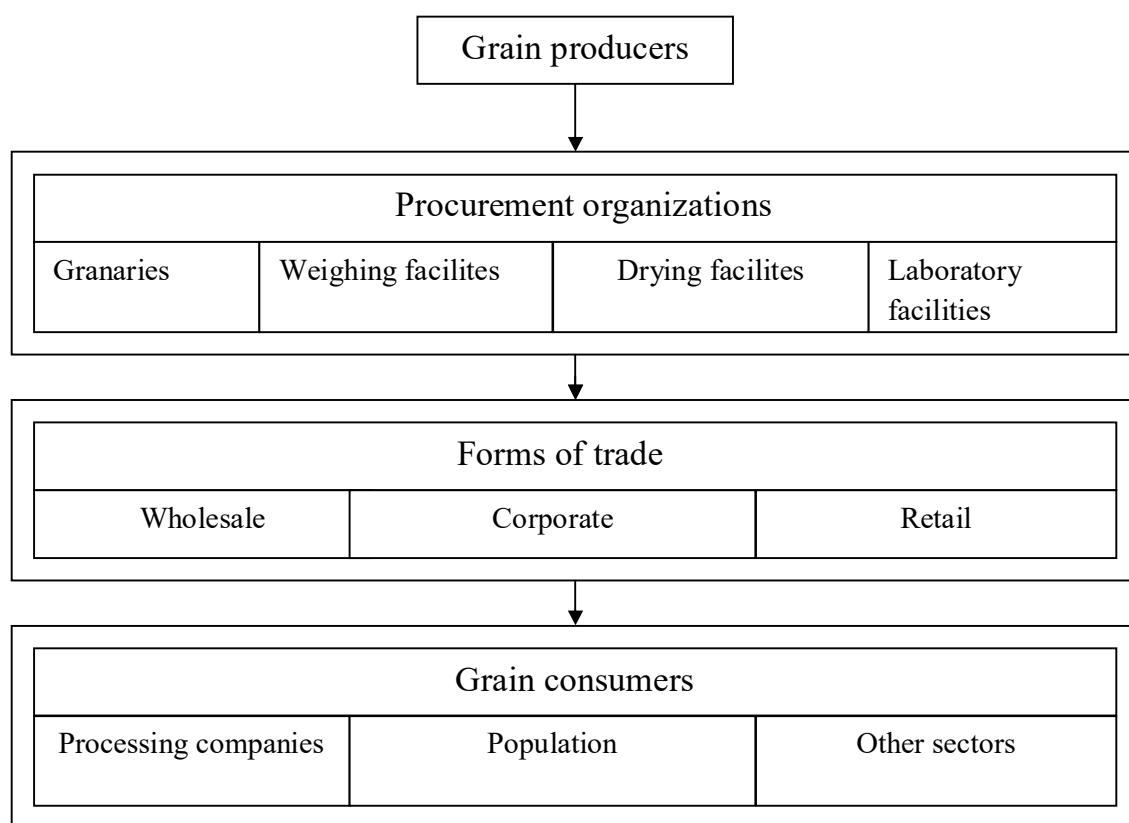 Grain producers
Procurement organizations
Granaries
Weighing facilites
Drying facilites
Laboratory
facilities
Forms of trade
Wholesale
Corporate
Retail
Grain consumers
Processing companies
Population
Other sectors